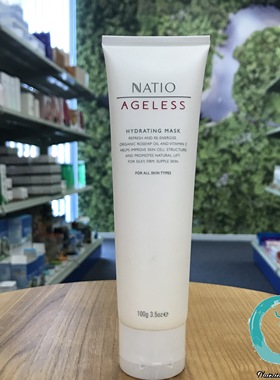 NATIO
AGELESS
HYDRATING MASK
REFRESH AND RE-ENERGISE
ORGANIC ROSEHIP OIL AND VITAMIN E
HELPS IMPROVE SKIN CELL STRUCTURE
AND PROMOTES NATURAL LIFT
FOR SILKY, FIRM, SUPPLE SKIN.
FOR ALL SKIN TYPES
100g 3.5oz